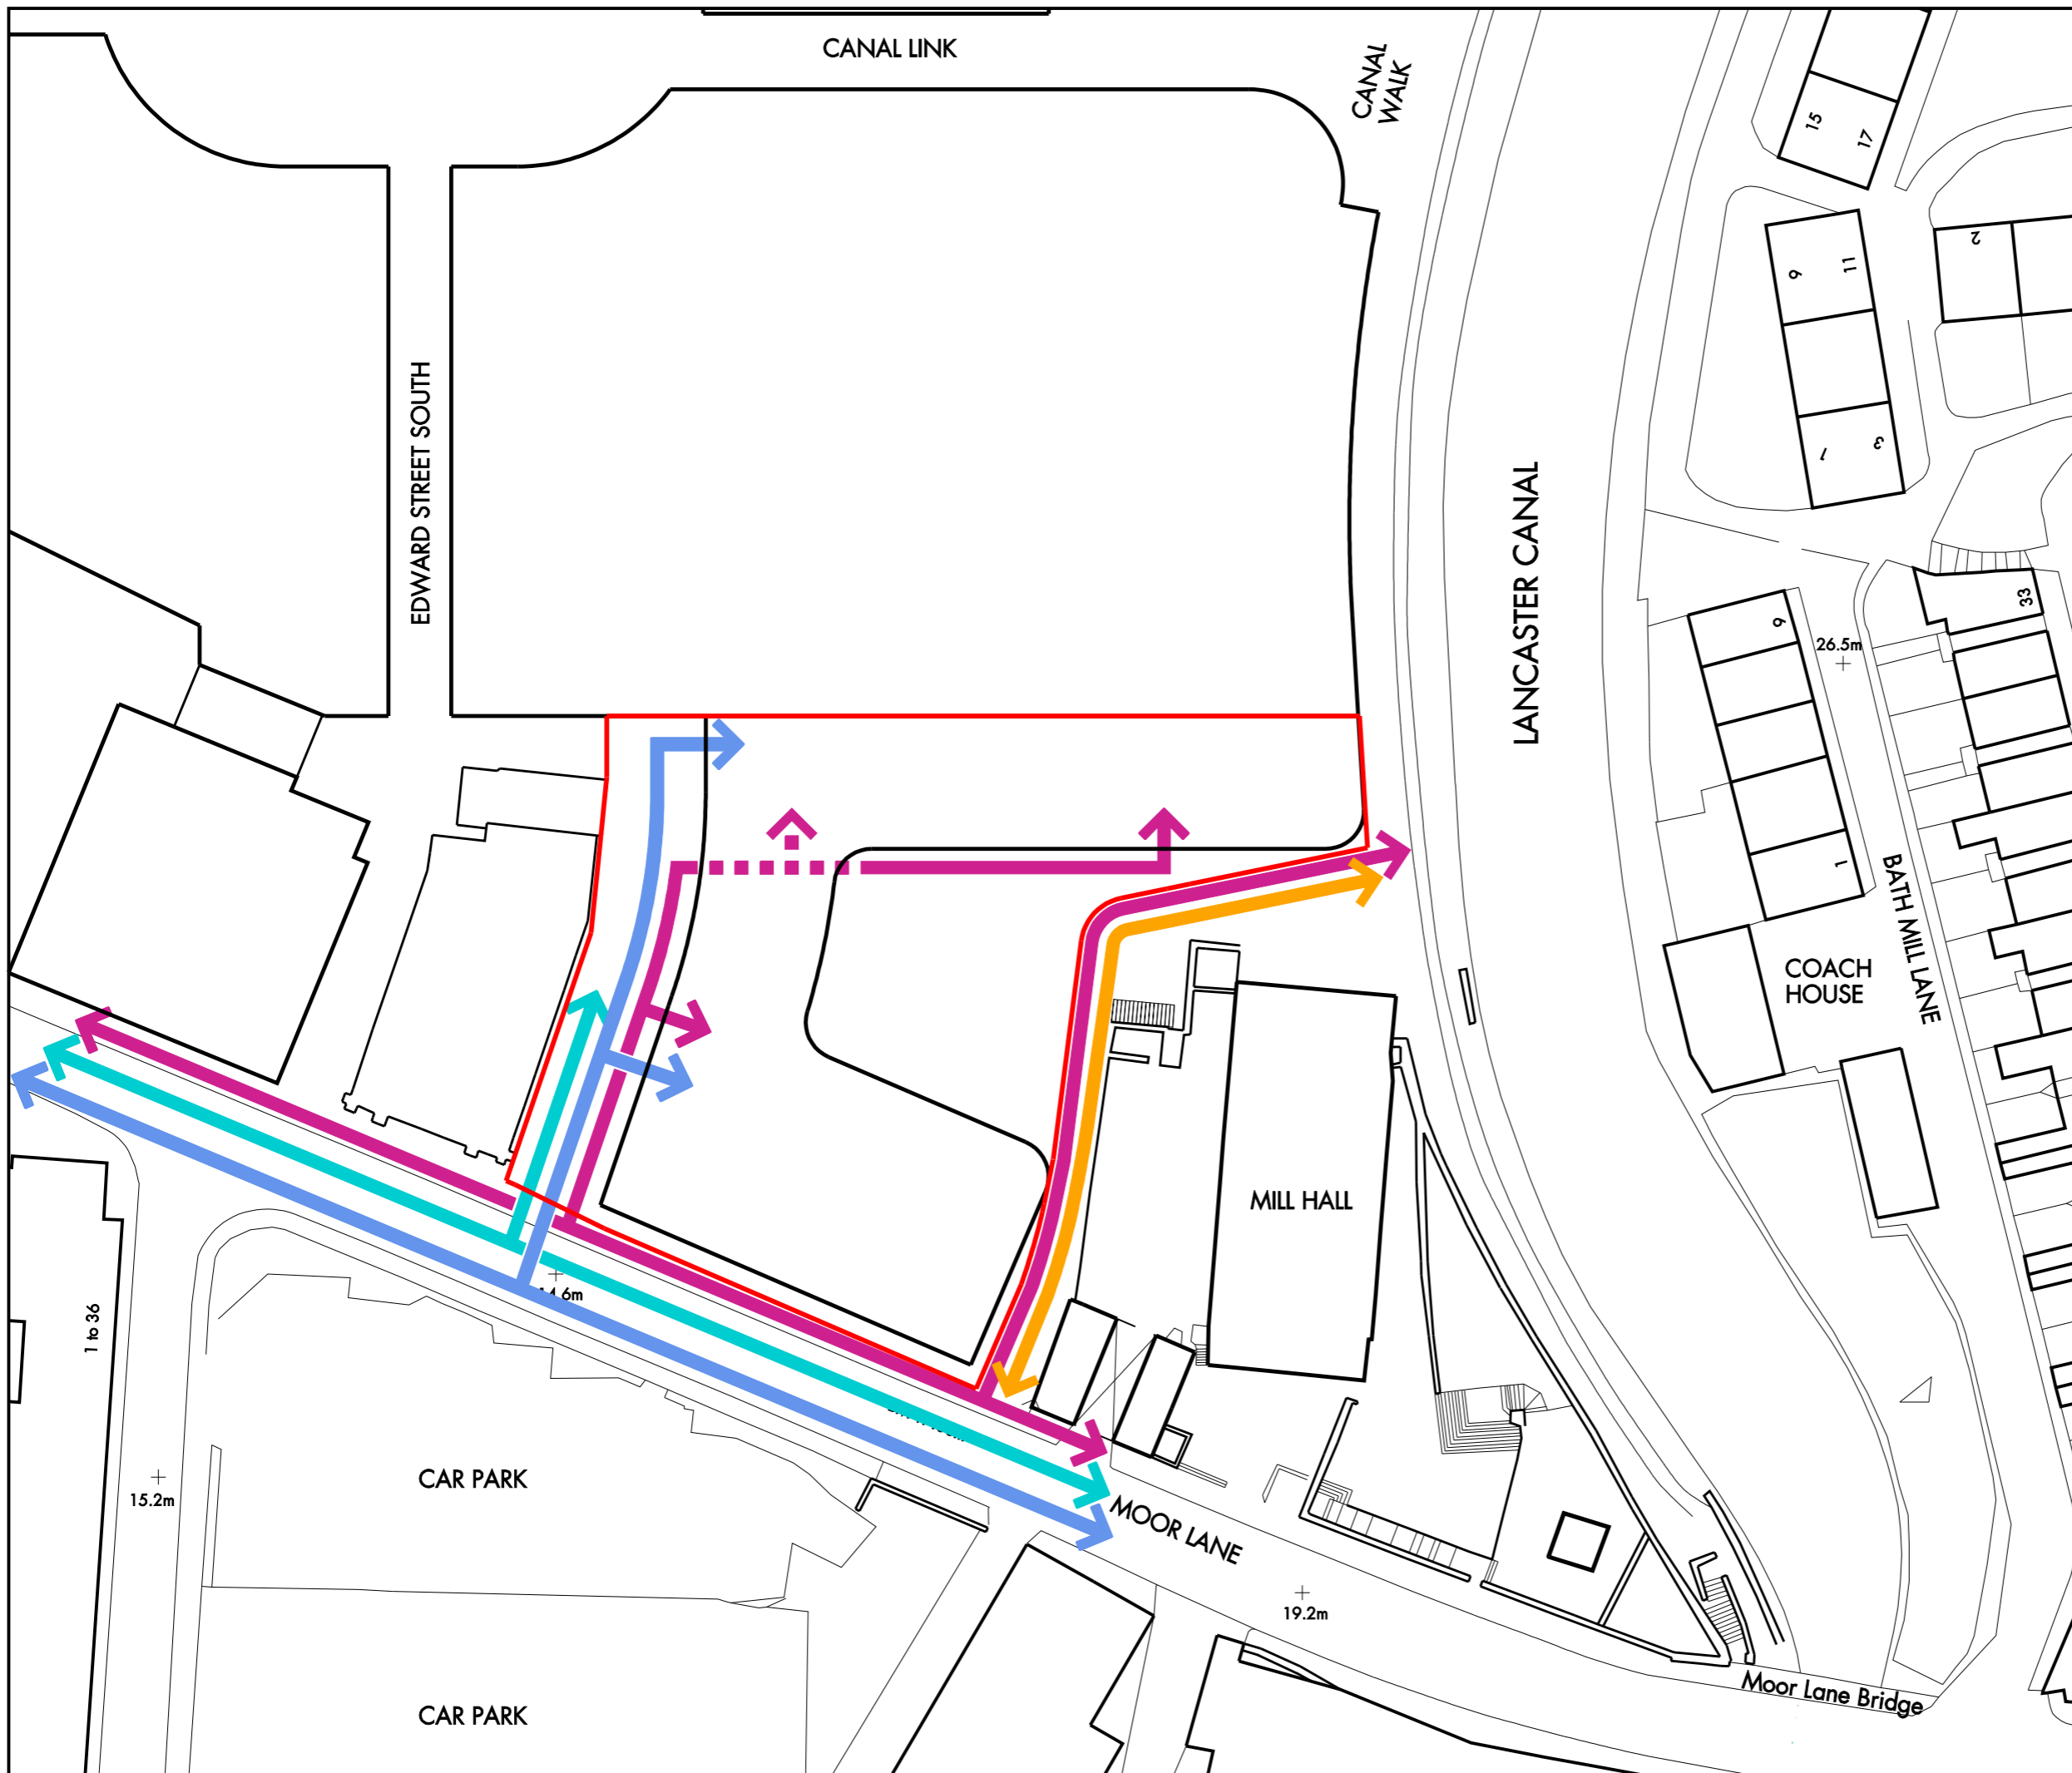 CANAL LINK
CANAL
WALK
15
17
9
11
2
EDWARD STREET SOUTH
1
3
LANCASTER CANAL
33
9
26.5m
1
BATH MILL LANE
COACH
HOUSE
MILL HALL
1 to 36
CAR PARK
15.2m
MOOR LANE
19.2m
Moor Lane Bridge
CAR PARK